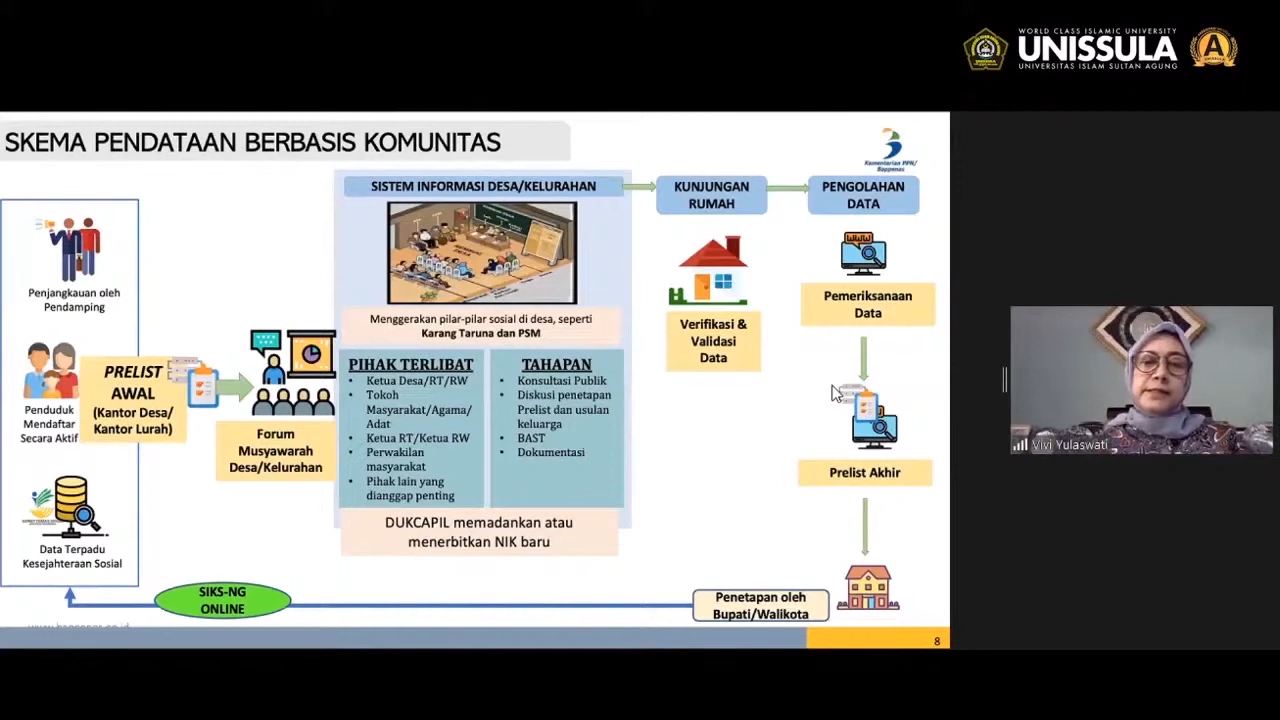 WORLD CLASS ISLAMIC UNIVERSITY
UNISSULA
UNIVERSITAS ISLAM SULTAN AGUNG
SKEMA PENDATAAN BERBASIS KOMUNITAS
Kementerian PPN/
Bappenas
Penjangkauan oleh
Pendamping
Penduduk
Mendaftar
Secara Aktif
Data Terpadu
Kesejahteraan Sosial
PRELIST
AWAL
(Kantor Desa/
Kantor Lurah)
Forum
Musyawarah
Desa/Kelurahan
SISTEM INFORMASI DESA/KELURAHAN
Menggerakan pilar-pilar sosial di desa, seperti
Karang Taruna dan PSM
PIHAK TERLIBAT
• Ketua Desa/RT/RW
• Tokoh
Masyarakat/Agama/
Adat
• Ketua RT/Ketua RW
• Perwakilan
masyarakat
• Pihak lain yang
dianggap penting
TAHAPAN
• Konsultasi Publik
• Diskusi penetapan
Prelist dan usulan
keluarga
• BAST
• Dokumentasi
DUKCAPIL memadankan atau
menerbitkan NIK baru
KUNJUNGAN
RUMAH
Verifikasi &
Validasi
Data
PENGOLAHAN
DATA
Pemeriksanaan
Data
Prelist Akhir
Penetapan oleh
Bupati/Walikota
SIKS-NG
ONLINE
8
Vivi Yulaswati